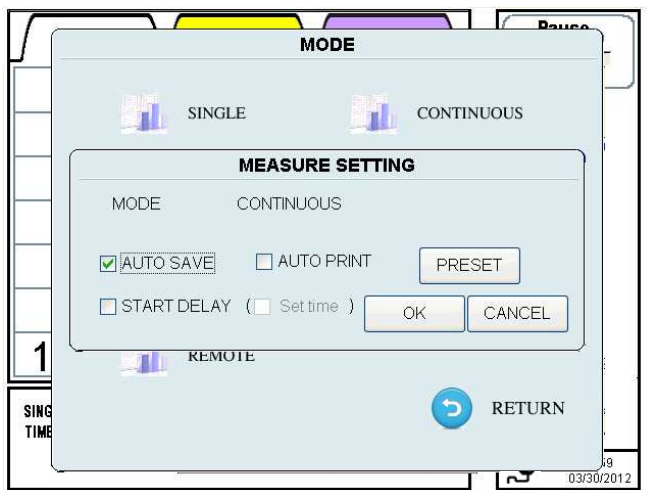 Pause
MODE
SINGLE CONTINUOUS
MEASURE SETTING
MODE CONTINUOUS
AUTO SAVE AUTO PRINT PRESET
START DELAY ( Set time ) OK CANCEL
1 REMOTE
RETURN
SING
TIME
59
03/30/2012